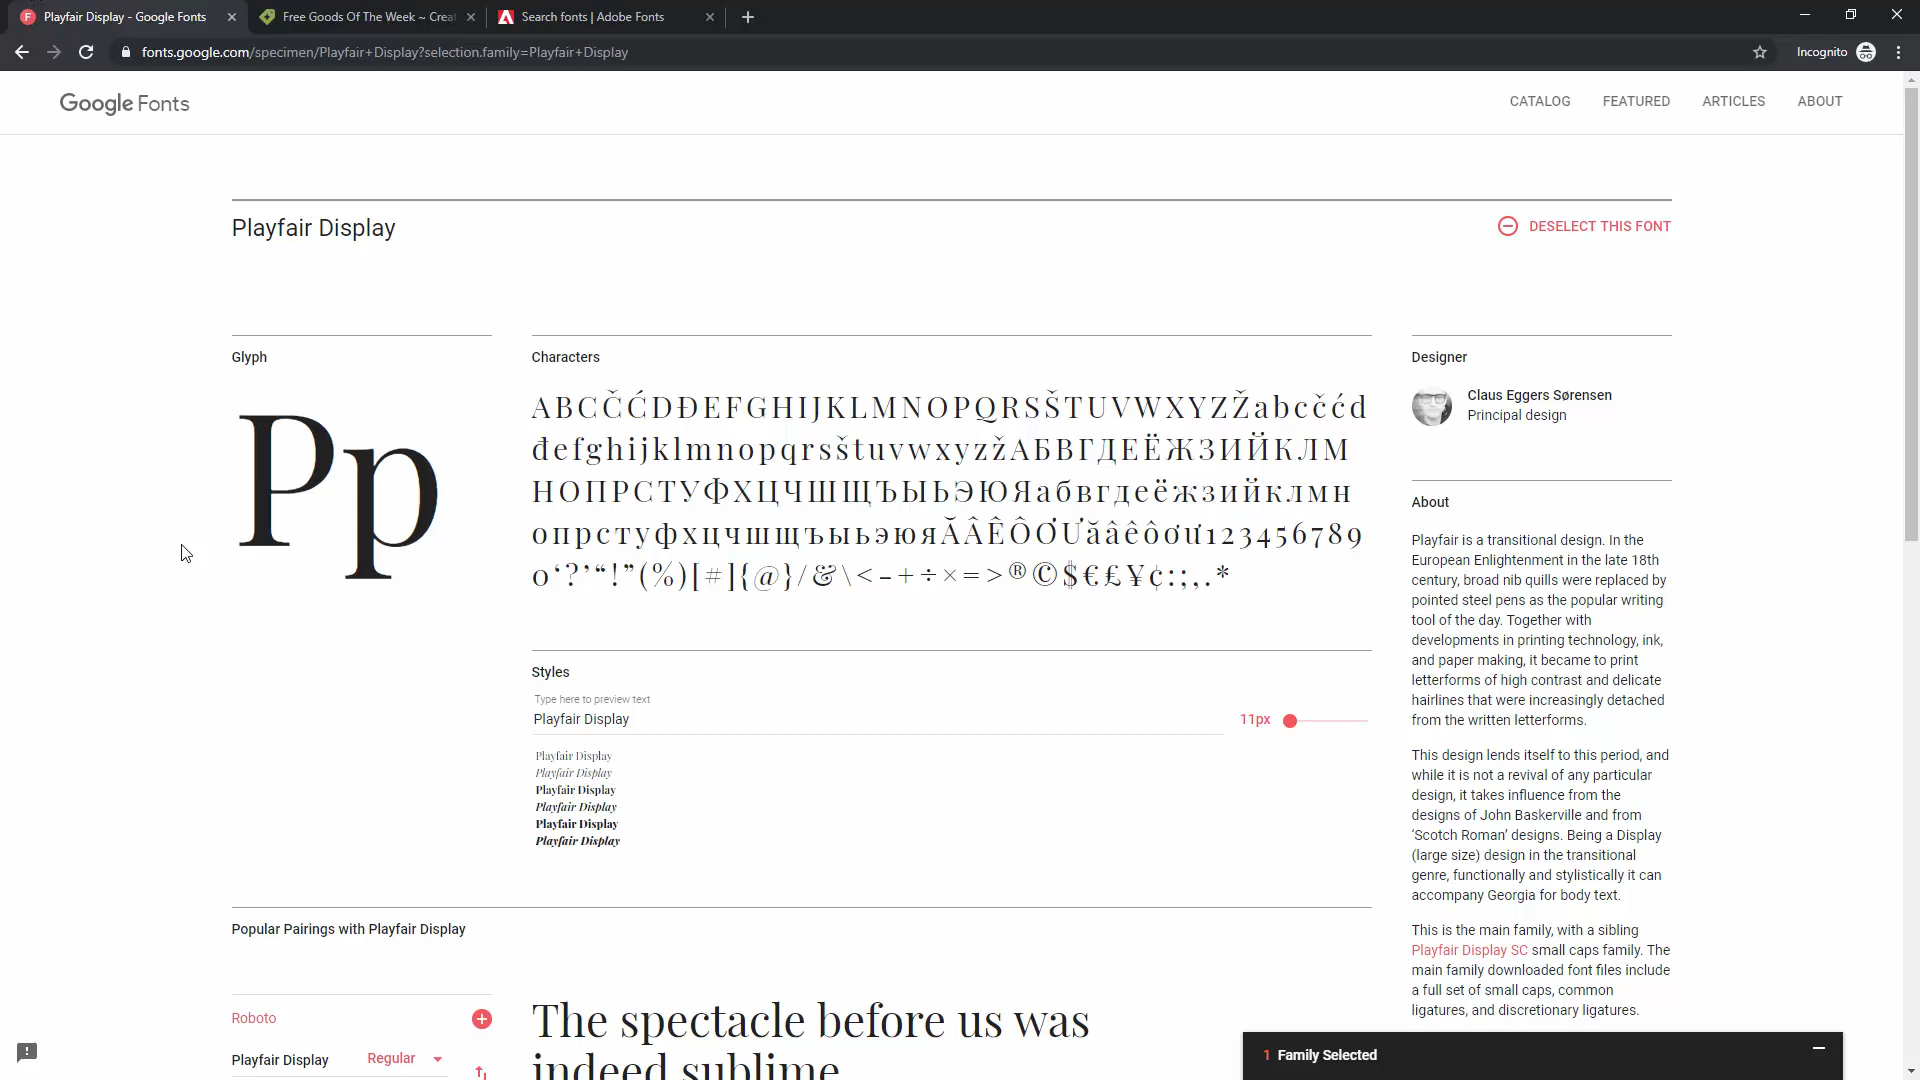 Playfair Display - Google Fonts
Free Goods Of The Week ~ Crea
Search fonts | Adobe Fonts
fonts.google.com/specimen/Playfair+Display?selection.family=Playfair+Display
Incognito
Google Fonts
CATALOG
FEATURED
ARTICLES
ABOUT
Playfair Display
DESELECT THIS FONT
Glyph
Pp
Characters
ABCČĆDĐEFGHIJKLMNOPQRSŠTUVWXYZŽabcčćd
đefghijklmnopqrsštuvwxyzžАБВГДЕЁЖЗИЙКЛМ
НОПРСТУФХЦЧШЩЪЫЬЭЮЯабвгдеёжзийклмн
опрстуфхцчшщъыьэюяĂÂÊÔƠƯăâêôơư123456789
0‘?’“!”(%)[#]{@}/&\<-+÷×=>®©$€£¥¢:;,.*
Styles
Type here to preview text
Playfair Display
11px
Playfair Display
Playfair Display
Playfair Display
Playfair Display
Playfair Display
Playfair Display
Popular Pairings with Playfair Display
Roboto
Playfair Display
Regular
The spectacle before us was
indeed sublime.
Designer
Claus Eggers Sørensen
Principal design
About
Playfair is a transitional design. In the
European Enlightenment in the late 18th
century, broad nib quills were replaced by
pointed steel pens as the popular writing
tool of the day. Together with
developments in printing technology, ink,
and paper making, it became to print
letterforms of high contrast and delicate
hairlines that were increasingly detached
from the written letterforms.
This design lends itself to this period, and
while it is not a revival of any particular
design, it takes influence from the
designs of John Baskerville and from
‘Scotch Roman’ designs. Being a Display
(large size) design in the transitional
genre, functionally and stylistically it can
accompany Georgia for body text.
This is the main family, with a sibling
Playfair Display SC small caps family. The
main family downloaded font files include
a full set of small caps, common
ligatures, and discretionary ligatures.
1 Family Selected